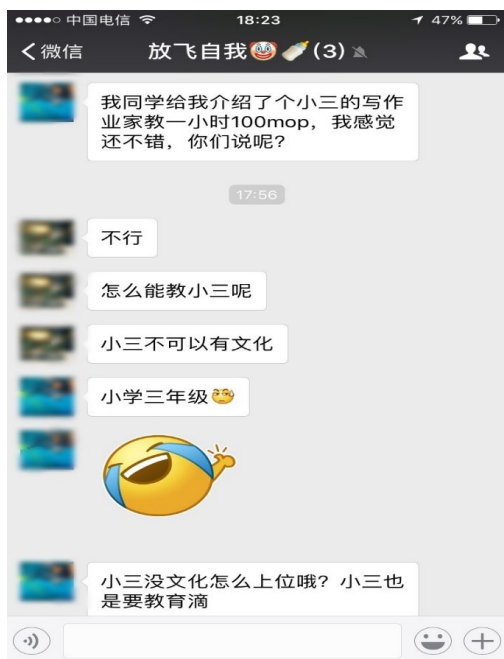 中国电信 18:23 47%
微信 放飞自我🤡🍼(3)
我同学给我介绍了个小三的写作
业家教一小时100mop，我感觉
还不错，你们说呢？
17:56
不行
怎么能教小三呢
小三不可以有文化
小学三年级
小三没文化怎么上位哦？小三也
是要教育滴